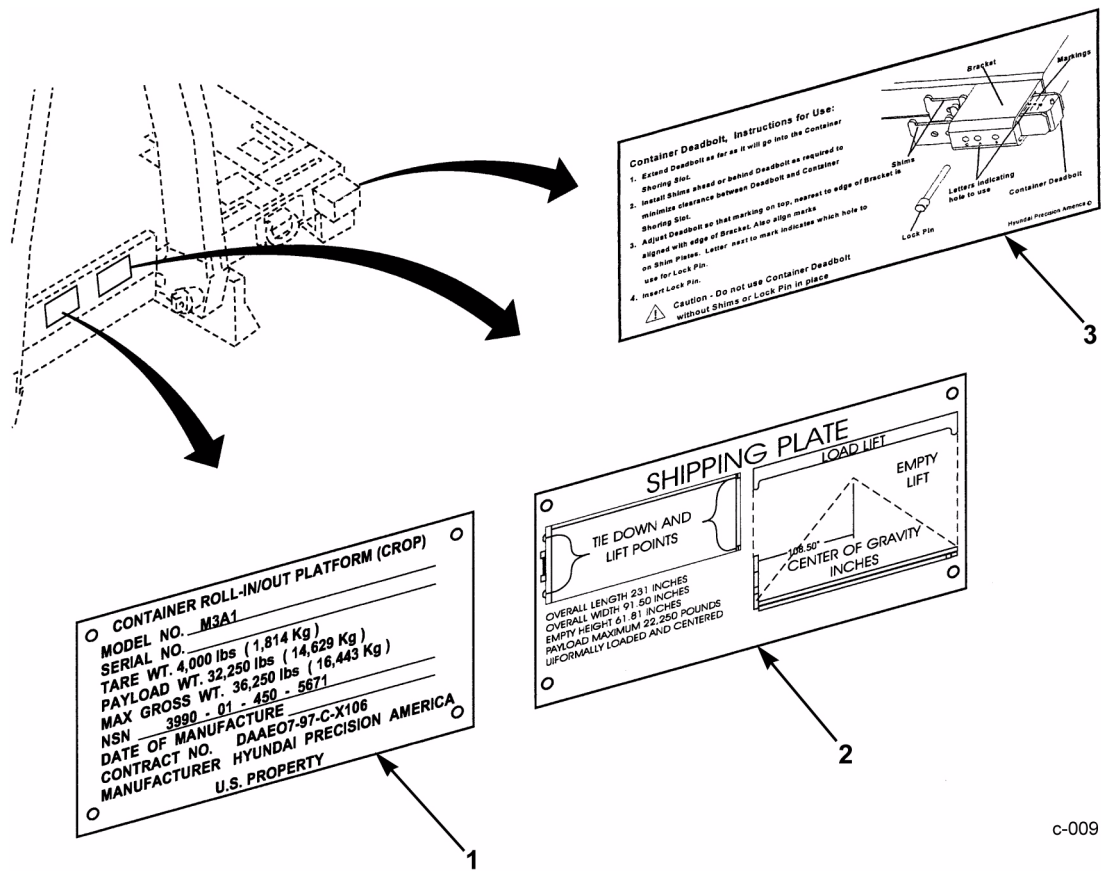 Container Deadbolt, Instructions for Use:
1. Extend Deadbolt as far as it will go into the Container
Shoring Slot.
2. Install Shims ahead or behind Deadbolt as required to
minimize clearance between Deadbolt and Container
Shoring Slot.
3. Adjust Deadbolt so that marking on top, nearest to edge of Bracket is
aligned with edge of Bracket. Also align marks
on Shim Plates. Letter next to mark indicates which hole to
use for Lock Pin.
4. Insert Lock Pin.
Caution - Do not use Container Deadbolt
without Shims or Lock Pin in place
Bracket
Markings
Shims
Letters indicating
hole to use
Container Deadbolt
Lock Pin
Hyundai Precision America ©
3
SHIPPING PLATE
TIE DOWN AND
LIFT POINTS
LOAD LIFT
EMPTY
LIFT
108.50"
CENTER OF GRAVITY
INCHES
OVERALL LENGTH 231 INCHES
OVERALL WIDTH 91.50 INCHES
EMPTY HEIGHT 61.81 INCHES
PAYLOAD MAXIMUM 22,250 POUNDS
UIFORMALLY LOADED AND CENTERED
2
CONTAINER ROLL-IN/OUT PLATFORM (CROP)
MODEL NO. M3A1
SERIAL NO.
TARE WT. 4,000 lbs ( 1,814 Kg )
PAYLOAD WT. 32,250 lbs ( 14,629 Kg )
MAX GROSS WT. 36,250 lbs ( 16,443 Kg )
NSN 3990 - 01 - 450 - 5671
DATE OF MANUFACTURE
CONTRACT NO. DAAEO7-97-C-X106
MANUFACTURER HYUNDAI PRECISION AMERICA
U.S. PROPERTY
1
c-009